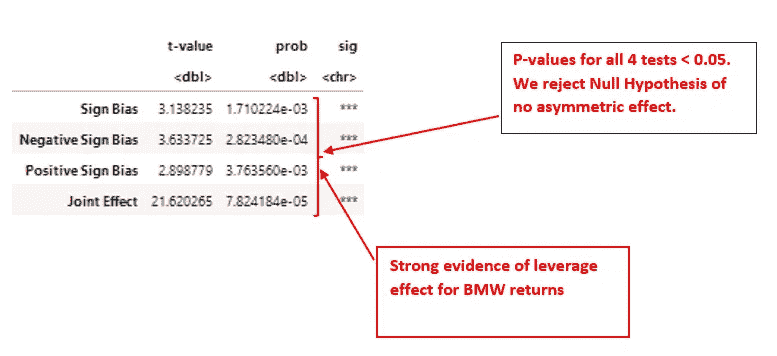 t-value prob sig
<dbl> <dbl> <chr>
Sign Bias 3.138235 1.710224e-03 ***
Negative Sign Bias 3.633725 2.823480e-04 ***
Positive Sign Bias 2.898779 3.763560e-03 ***
Joint Effect 21.620265 7.824184e-05 ***
P-values for all 4 tests < 0.05.
We reject Null Hypothesis of
no asymmetric effect.
Strong evidence of leverage
effect for BMW returns